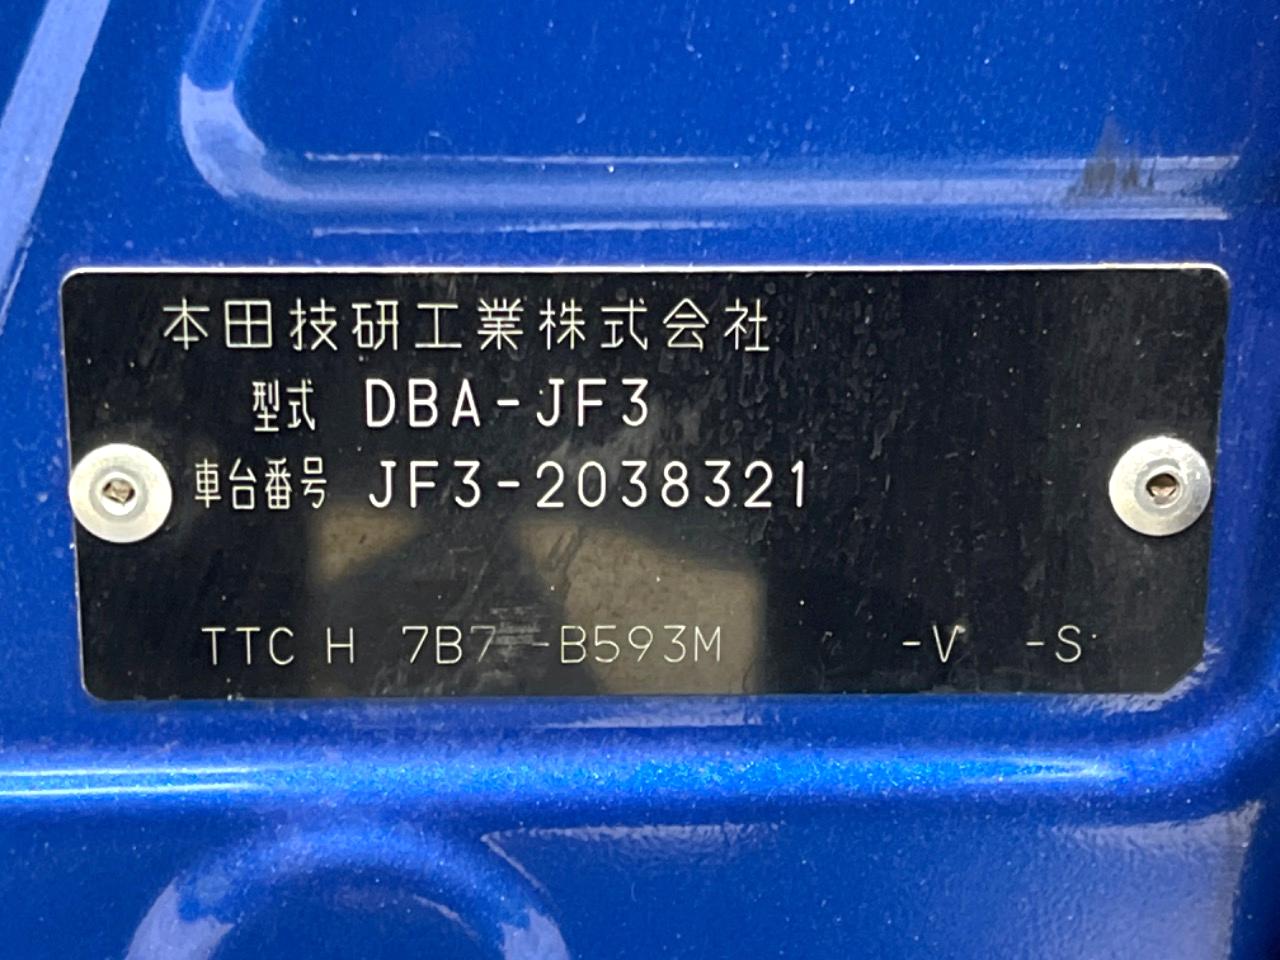 本田技研工業株式会社
型式 DBA-JF3
車台番号 JF3-2038321
TTC H 7B7 -B593M -V -S